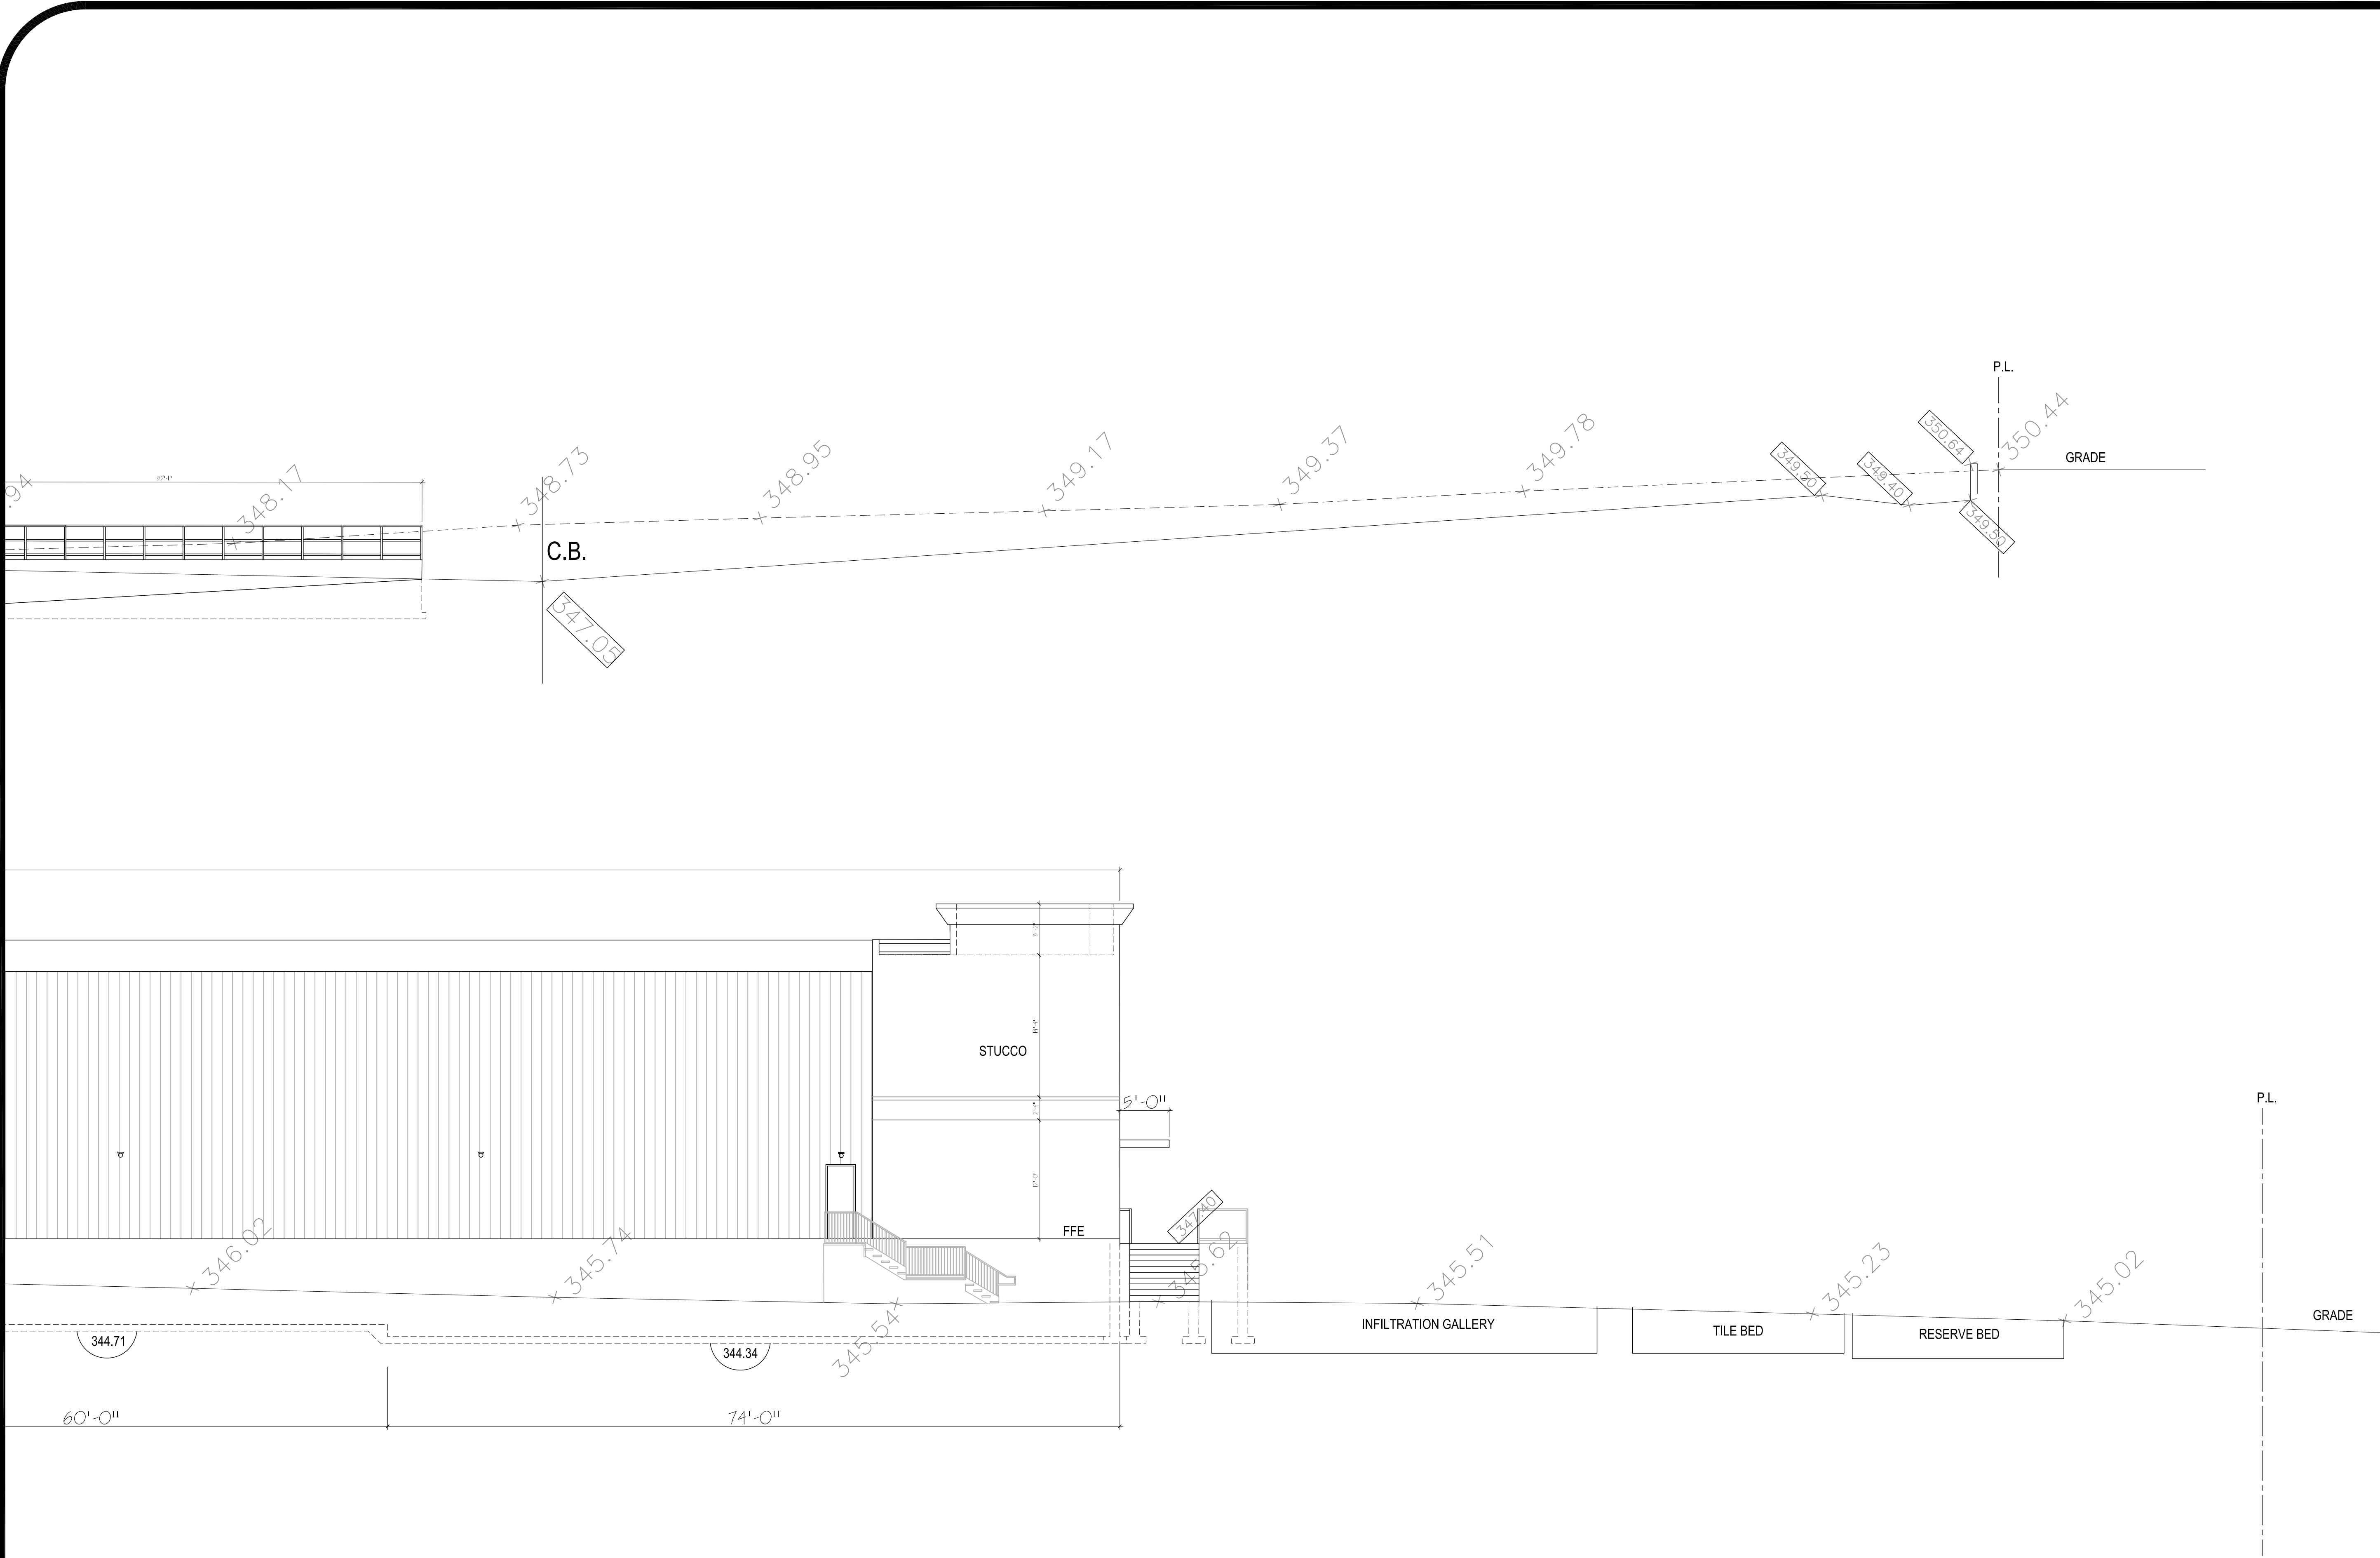 P.L.
350.44
350.64
GRADE
349.78
349.50
349.40
349.50
349.37
349.17
348.95
348.73
348.17
.94
C.B.
347.05
STUCCO
5'-0"
P.L.
FFE
347.40
346.02
345.74
345.54
345.62
345.51
345.23
345.02
GRADE
INFILTRATION GALLERY
TILE BED
RESERVE BED
344.71
344.34
60'-0"
74'-0"